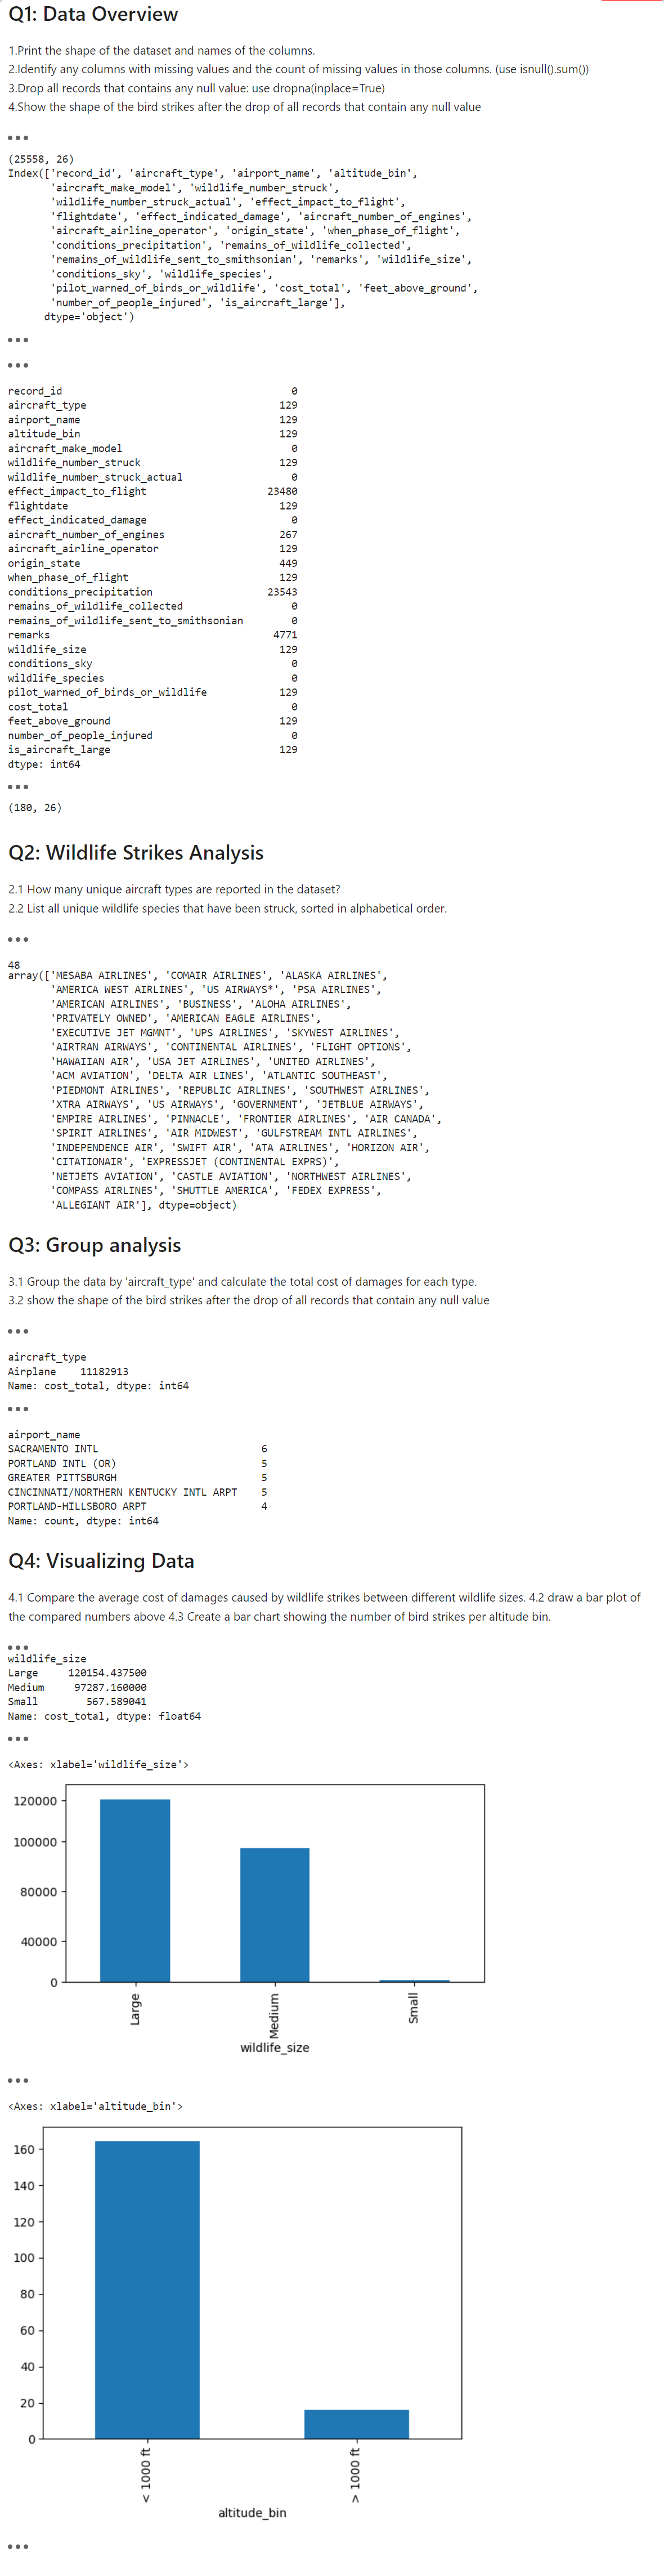 Q1: Data Overview
1.Print the shape of the dataset and names of the columns.
2.Identify any columns with missing values and the count of missing values in those columns. (use isnull().sum())
3.Drop all records that contains any null value: use dropna(inplace=True)
4.Show the shape of the bird strikes after the drop of all records that contain any null value
(25558, 26)
Index(['record_id', 'aircraft_type', 'airport_name', 'altitude_bin',
'aircraft_make_model', 'wildlife_number_struck',
'wildlife_number_struck_actual', 'effect_impact_to_flight',
'flightdate', 'effect_indicated_damage', 'aircraft_number_of_engines',
'aircraft_airline_operator', 'origin_state', 'when_phase_of_flight',
'conditions_precipitation', 'remains_of_wildlife_collected',
'remains_of_wildlife_sent_to_smithsonian', 'remarks', 'wildlife_size',
'conditions_sky', 'wildlife_species',
'pilot_warned_of_birds_or_wildlife', 'cost_total', 'feet_above_ground',
'number_of_people_injured', 'is_aircraft_large'],
dtype='object')
record_id 0
aircraft_type 129
airport_name 129
altitude_bin 129
aircraft_make_model 0
wildlife_number_struck 129
wildlife_number_struck_actual 0
effect_impact_to_flight 23480
flightdate 129
effect_indicated_damage 0
aircraft_number_of_engines 267
aircraft_airline_operator 129
origin_state 449
when_phase_of_flight 129
conditions_precipitation 23543
remains_of_wildlife_collected 0
remains_of_wildlife_sent_to_smithsonian 0
remarks 4771
wildlife_size 129
conditions_sky 0
wildlife_species 0
pilot_warned_of_birds_or_wildlife 129
cost_total 0
feet_above_ground 129
number_of_people_injured 0
is_aircraft_large 129
dtype: int64
(180, 26)
Q2: Wildlife Strikes Analysis
2.1 How many unique aircraft types are reported in the dataset?
2.2 List all unique wildlife species that have been struck, sorted in alphabetical order.
48
array(['MESABA AIRLINES', 'COMAIR AIRLINES', 'ALASKA AIRLINES',
'AMERICA WEST AIRLINES', 'US AIRWAYS*', 'PSA AIRLINES',
'AMERICAN AIRLINES', 'BUSINESS', 'ALOHA AIRLINES',
'PRIVATELY OWNED', 'AMERICAN EAGLE AIRLINES',
'EXECUTIVE JET MGMNT', 'UPS AIRLINES', 'SKYWEST AIRLINES',
'AIRTRAN AIRWAYS', 'CONTINENTAL AIRLINES', 'FLIGHT OPTIONS',
'HAWAIIAN AIR', 'USA JET AIRLINES', 'UNITED AIRLINES',
'ACM AVIATION', 'DELTA AIR LINES', 'ATLANTIC SOUTHEAST',
'PIEDMONT AIRLINES', 'REPUBLIC AIRLINES', 'SOUTHWEST AIRLINES',
'XTRA AIRWAYS', 'US AIRWAYS', 'GOVERNMENT', 'JETBLUE AIRWAYS',
'EMPIRE AIRLINES', 'PINNACLE', 'FRONTIER AIRLINES', 'AIR CANADA',
'SPIRIT AIRLINES', 'AIR MIDWEST', 'GULFSTREAM INTL AIRLINES',
'INDEPENDENCE AIR', 'SWIFT AIR', 'ATA AIRLINES', 'HORIZON AIR',
'CITATIONAIR', 'EXPRESSJET (CONTINENTAL EXPRS)',
'NETJETS AVIATION', 'CASTLE AVIATION', 'NORTHWEST AIRLINES',
'COMPASS AIRLINES', 'SHUTTLE AMERICA', 'FEDEX EXPRESS',
'ALLEGIANT AIR'], dtype=object)
Q3: Group analysis
3.1 Group the data by 'aircraft_type' and calculate the total cost of damages for each type.
3.2 show the shape of the bird strikes after the drop of all records that contain any null value
aircraft_type
Airplane 11182913
Name: cost_total, dtype: int64
airport_name
SACRAMENTO INTL 6
PORTLAND INTL (OR) 5
GREATER PITTSBURGH 5
CINCINNATI/NORTHERN KENTUCKY INTL ARPT 5
PORTLAND-HILLSBORO ARPT 4
Name: count, dtype: int64
Q4: Visualizing Data
4.1 Compare the average cost of damages caused by wildlife strikes between different wildlife sizes. 4.2 draw a bar plot of
the compared numbers above 4.3 Create a bar chart showing the number of bird strikes per altitude bin.
wildlife_size
Large 120154.437500
Medium 97287.160000
Small 567.589041
Name: cost_total, dtype: float64
<Axes: xlabel='wildlife_size'>
120000
100000
80000
40000
0
Large
Medium
Small
wildlife_size
<Axes: xlabel='altitude_bin'>
160
140
120
100
80
60
40
20
0
< 1000 ft
> 1000 ft
altitude_bin